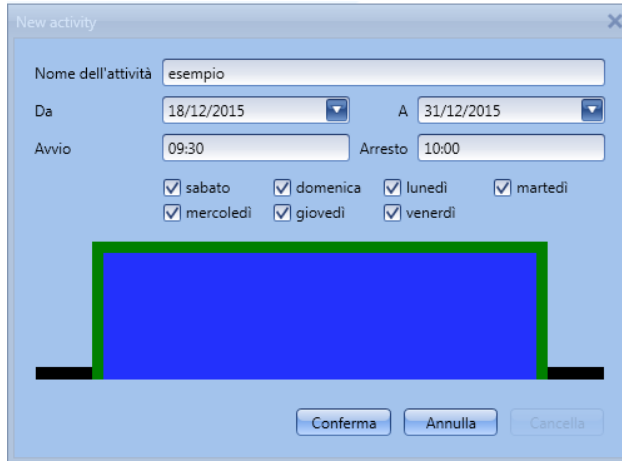 New activity
Nome dell'attività esempio
Da 18/12/2015 A 31/12/2015
Avvio 09:30 Arresto 10:00
sabato domenica lunedì martedì
mercoledì giovedì venerdì
Conferma Annulla Cancella